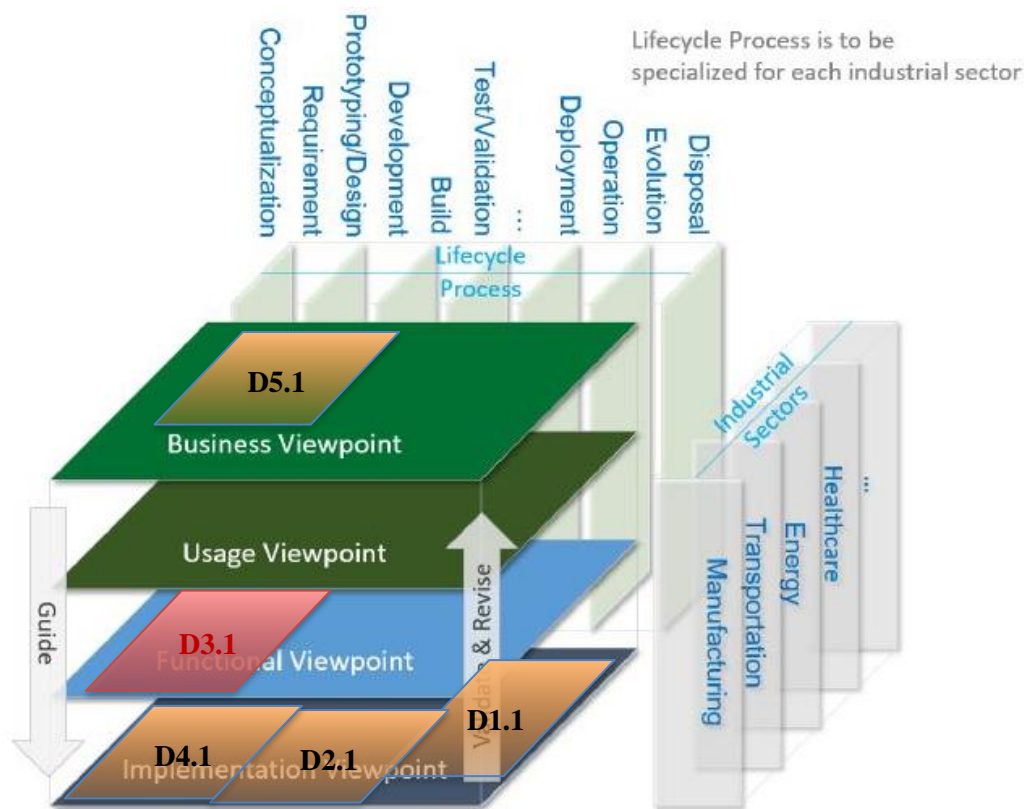 Lifecycle Process is to be
specialized for each industrial sector
Conceptualization
Requirement
Prototyping/Design
Development
Build
Test/Validation
...
Deployment
Operation
Evolution
Disposal
Lifecycle
Process
D5.1
Business Viewpoint
Usage Viewpoint
D3.1
Functional Viewpoint
D4.1
D2.1
D1.1
Implementation Viewpoint
Guide
Validate & Revise
Industrial
Sectors
Manufacturing
Transportation
Energy
Healthcare
...